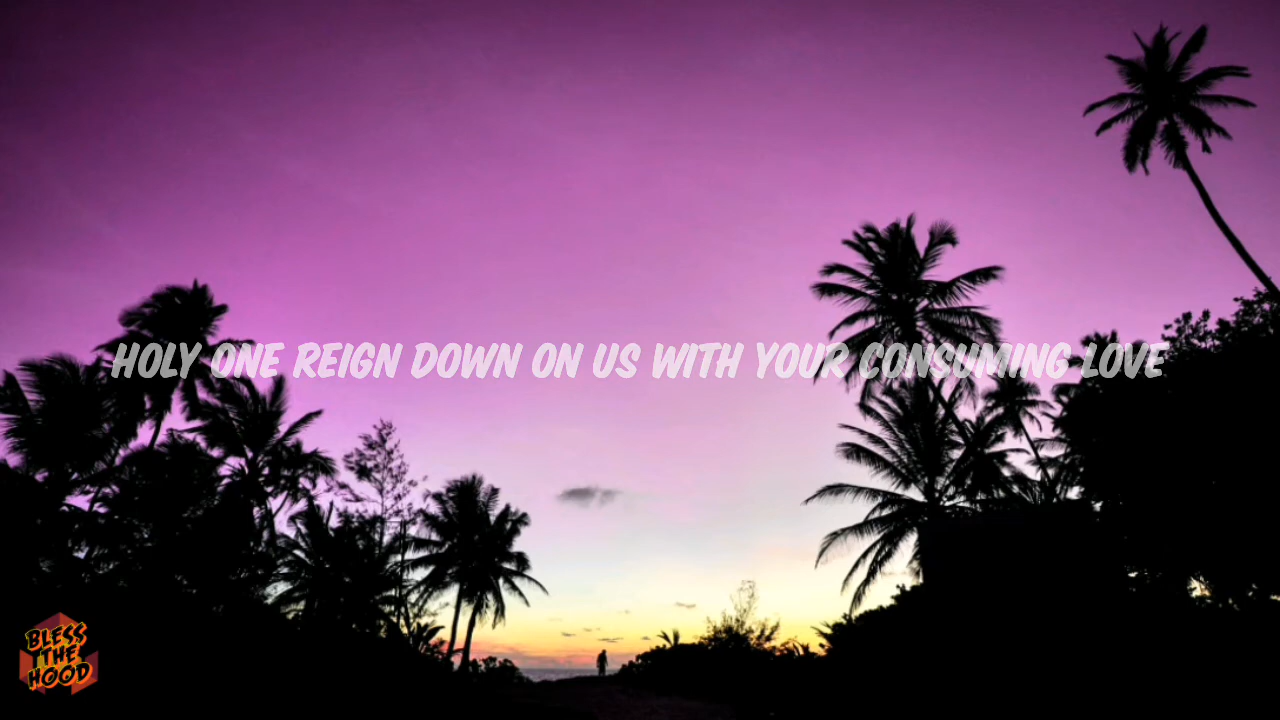 HOLY ONE REIGN DOWN ON US WITH YOUR CONSUMING LOVE
BLESS
THE
HOOD